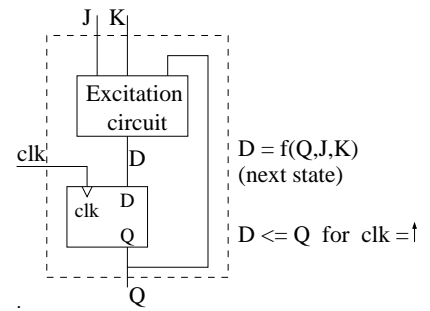 J K
Excitation
circuit
clk
D
D = f(Q,J,K)
(next state)
clk
D
Q
D <= Q for clk =↑
Q
.